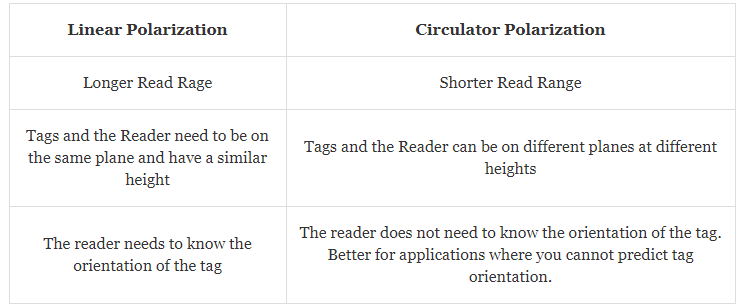 Linear Polarization
Circulator Polarization
Longer Read Rage
Shorter Read Range
Tags and the Reader need to be on
the same plane and have a similar
height
Tags and the Reader can be on different planes at different
heights
The reader needs to know the
orientation of the tag
The reader does not need to know the orientation of the tag.
Better for applications where you cannot predict tag
orientation.